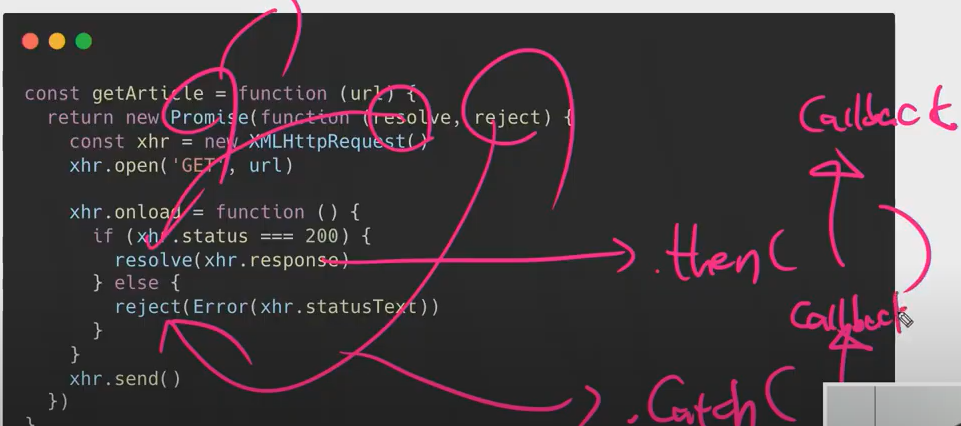 const getArticle = function (url) {
return new Promise(function (resolve, reject) {
const xhr = new XMLHttpRequest()
xhr.open('GET', url)
xhr.onload = function () {
if (xhr.status === 200) {
resolve(xhr.response)
} else {
reject(Error(xhr.statusText))
}
}
xhr.send()
})
}
callback
.then(
callback
.catch(